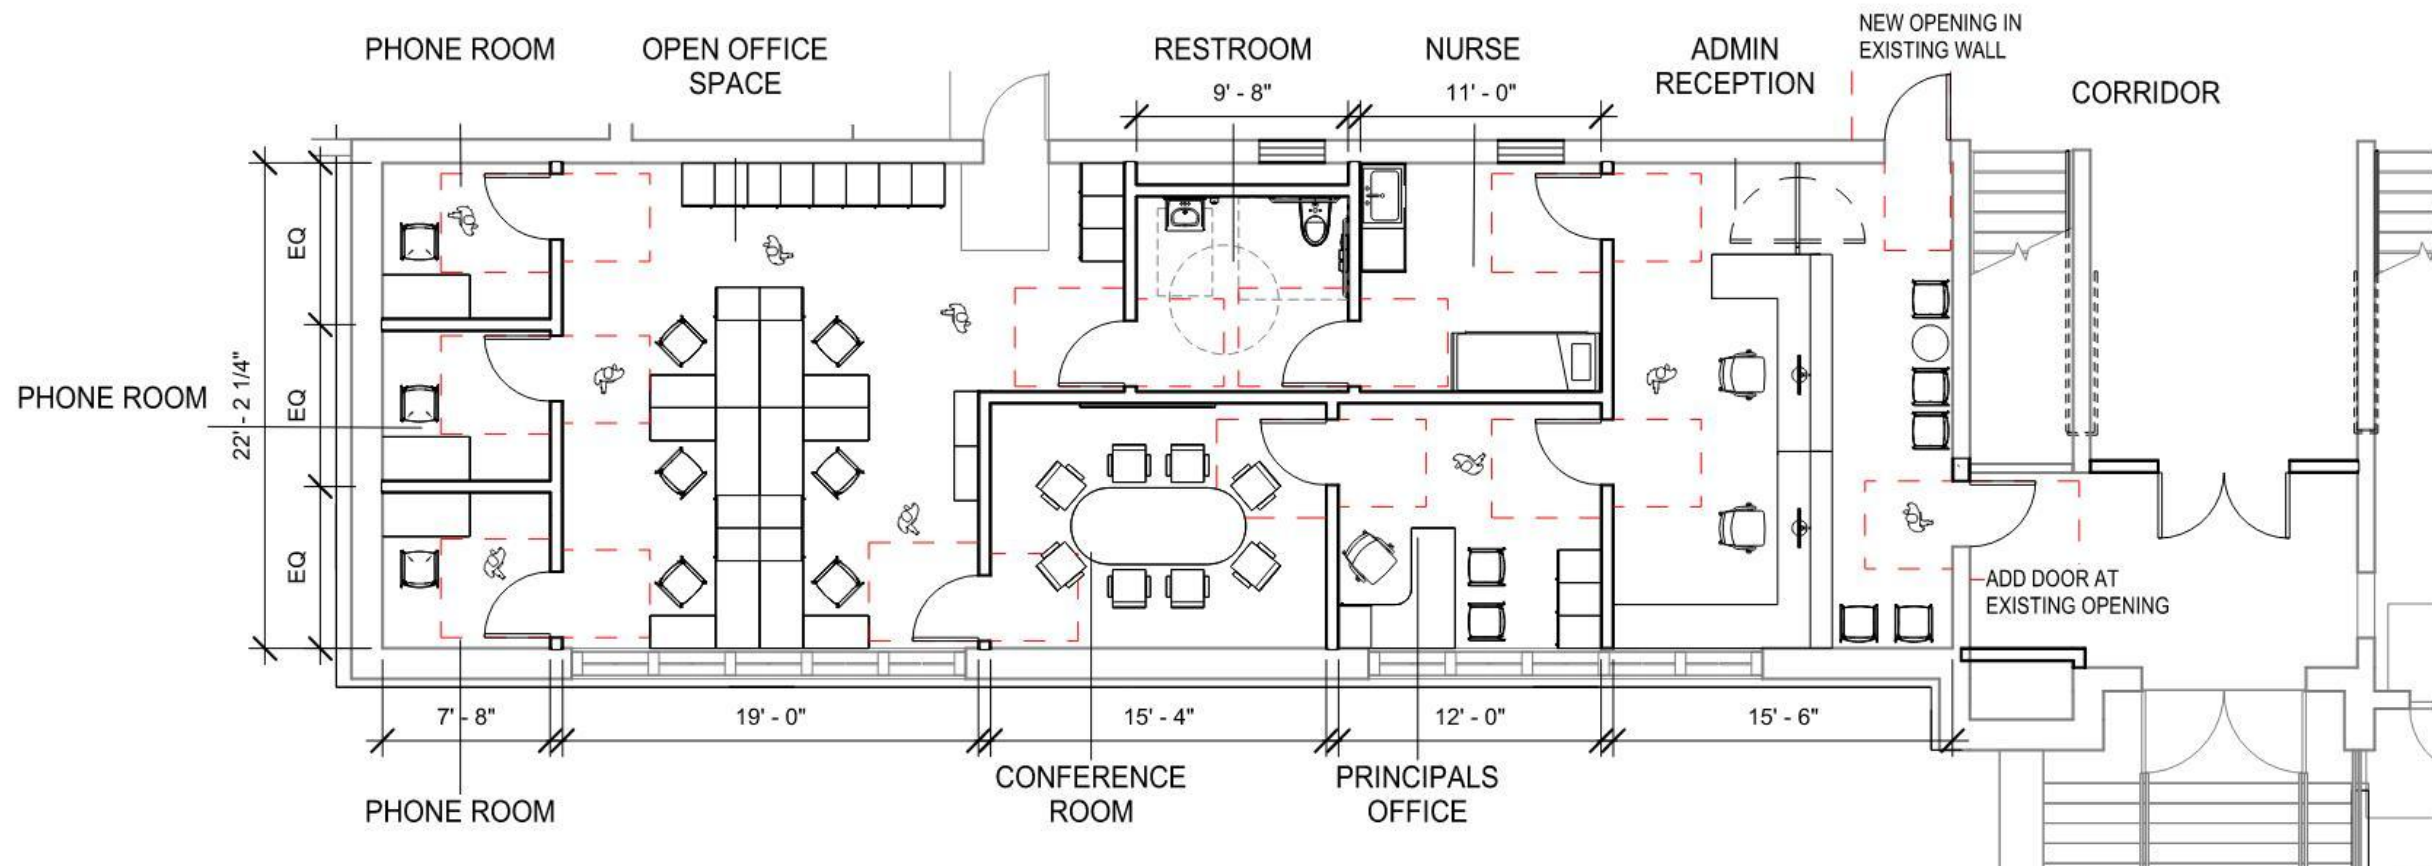 PHONE ROOM
OPEN OFFICE
SPACE
RESTROOM
9' - 8"
NURSE
11' - 0"
ADMIN
RECEPTION
NEW OPENING IN
EXISTING WALL
CORRIDOR
EQ
EQ
EQ
22' - 2 1/4"
PHONE ROOM
ADD DOOR AT
EXISTING OPENING
7' - 8"
19' - 0"
15' - 4"
12' - 0"
15' - 6"
PHONE ROOM
CONFERENCE
ROOM
PRINCIPALS
OFFICE